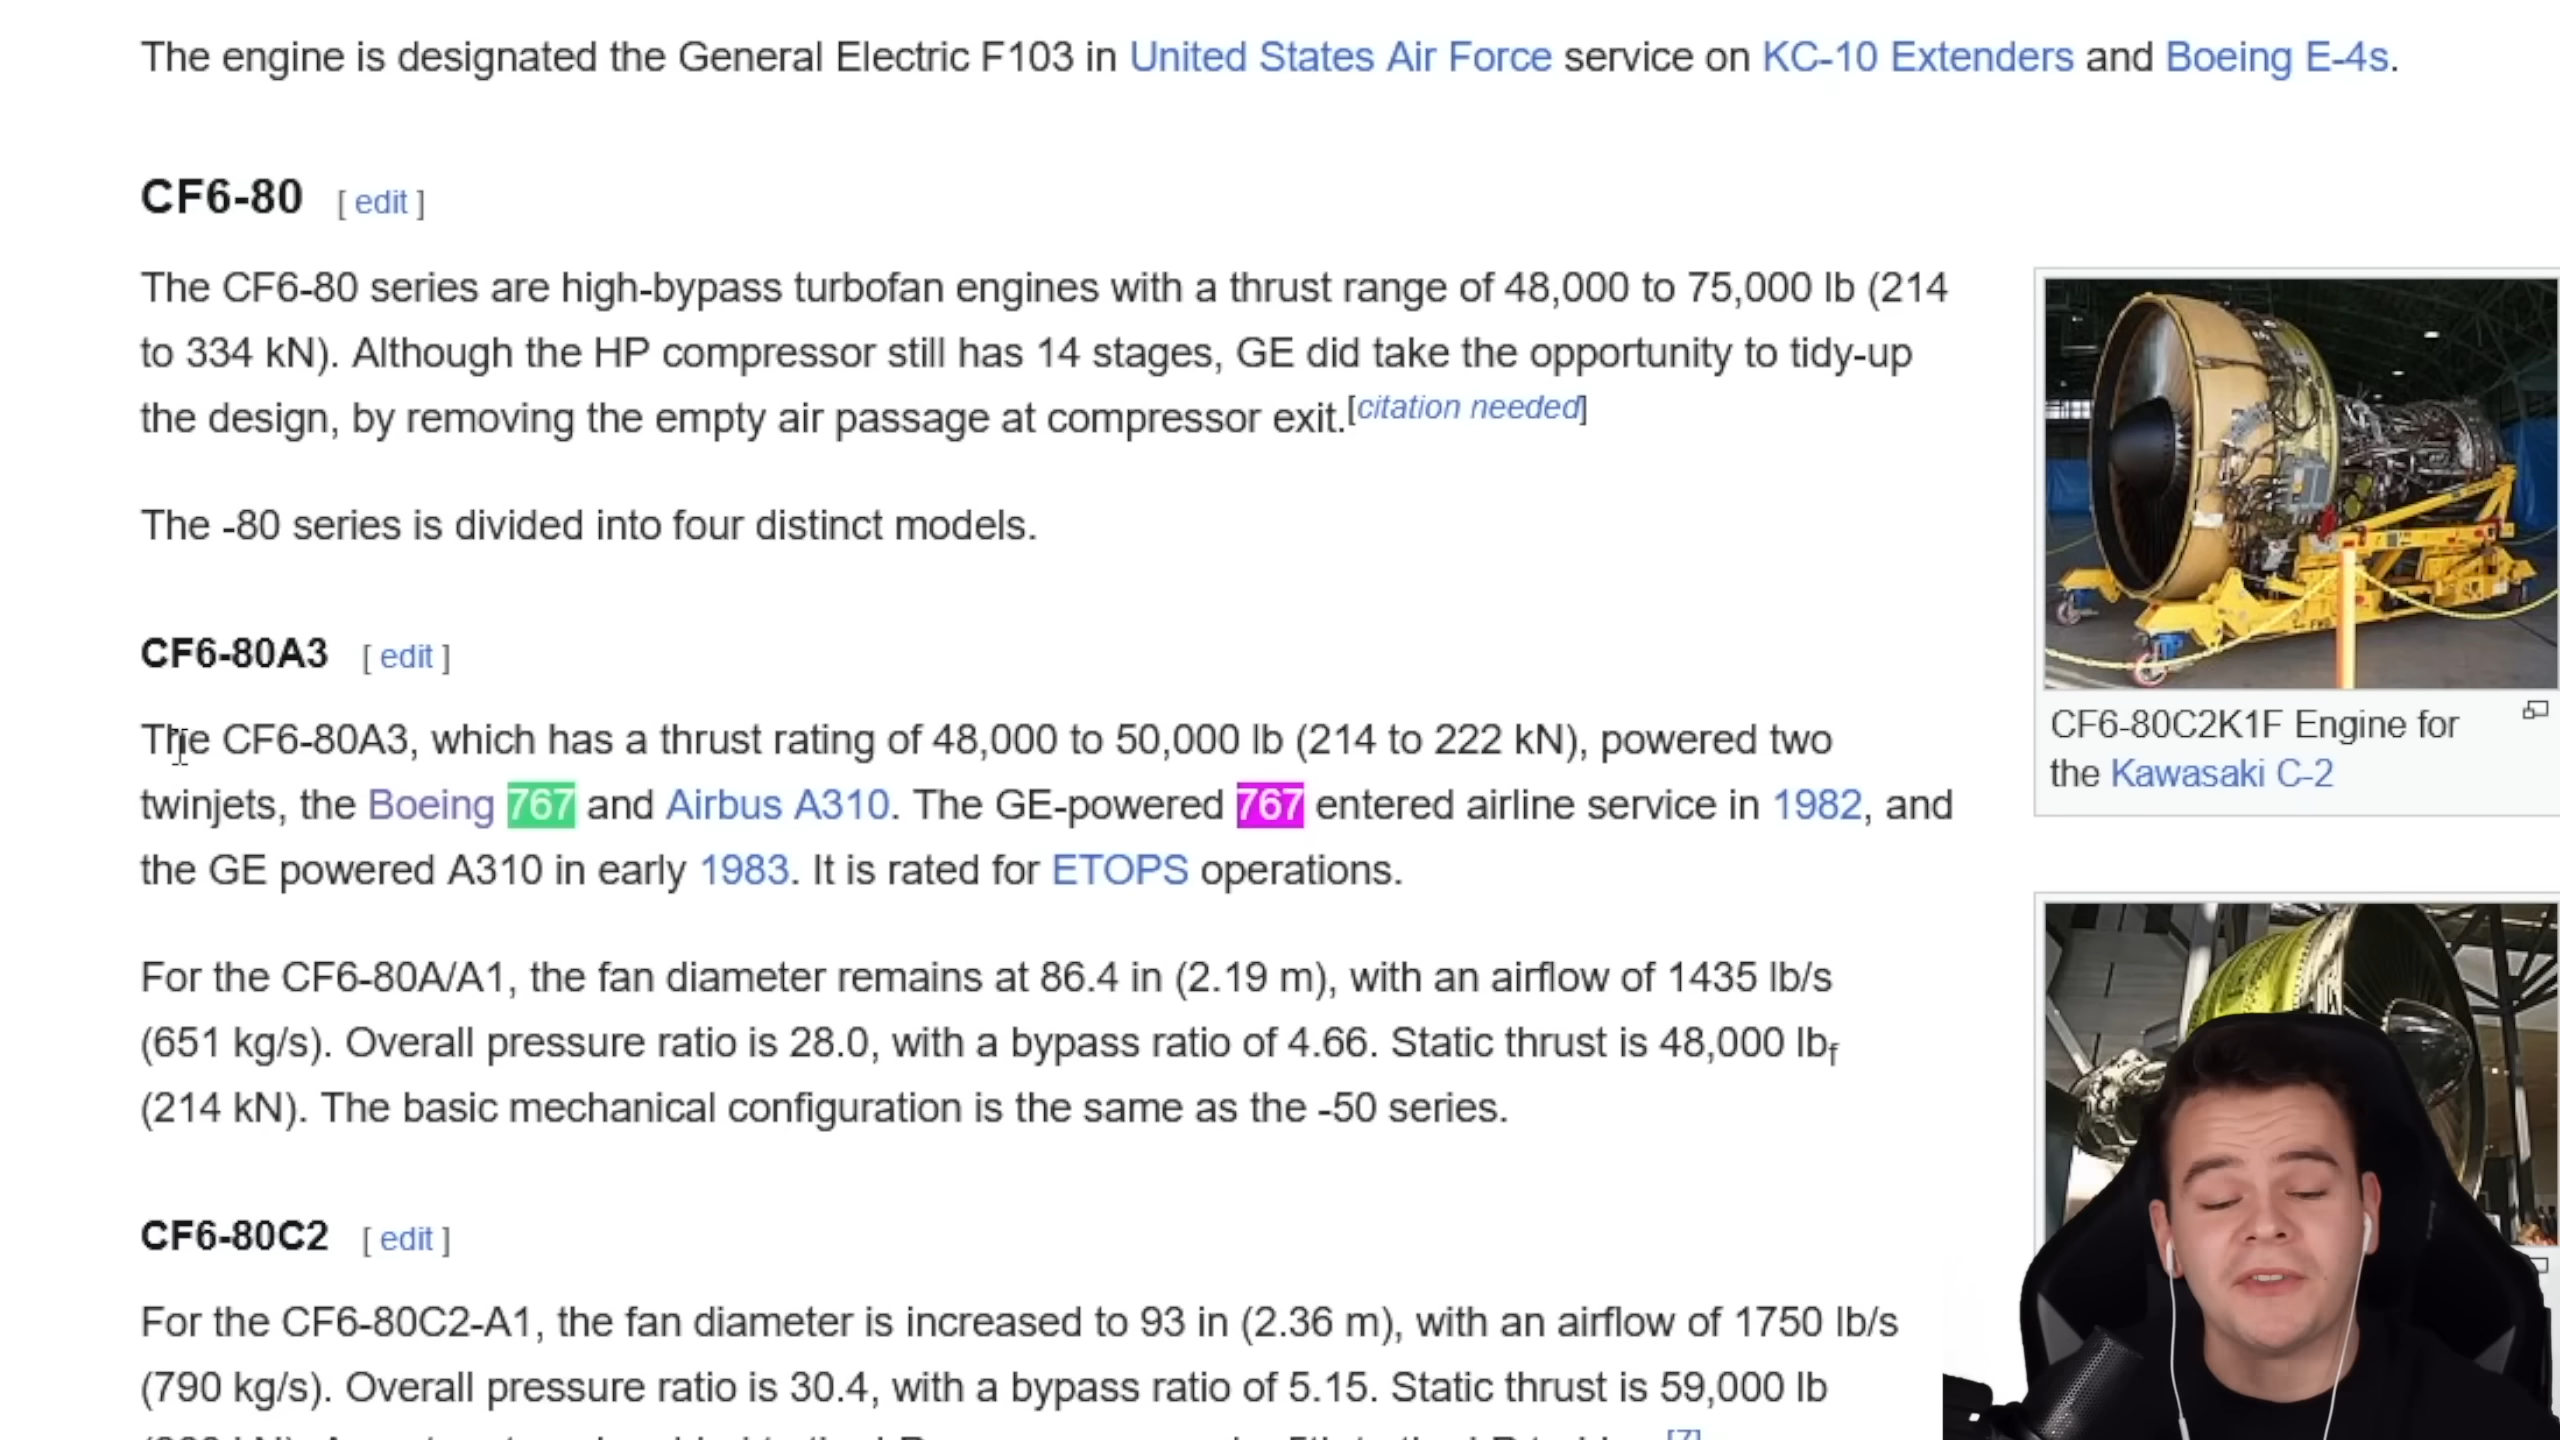 The engine is designated the General Electric F103 in United States Air Force service on KC-10 Extenders and Boeing E-4s.
CF6-80 [ edit ]
The CF6-80 series are high-bypass turbofan engines with a thrust range of 48,000 to 75,000 lb (214
to 334 kN). Although the HP compressor still has 14 stages, GE did take the opportunity to tidy-up
the design, by removing the empty air passage at compressor exit.[citation needed]
The -80 series is divided into four distinct models.
CF6-80A3 [ edit ]
The CF6-80A3, which has a thrust rating of 48,000 to 50,000 lb (214 to 222 kN), powered two
twinjets, the Boeing 767 and Airbus A310. The GE-powered 767 entered airline service in 1982, and
the GE powered A310 in early 1983. It is rated for ETOPS operations.
For the CF6-80A/A1, the fan diameter remains at 86.4 in (2.19 m), with an airflow of 1435 lb/s
(651 kg/s). Overall pressure ratio is 28.0, with a bypass ratio of 4.66. Static thrust is 48,000 lbf
(214 kN). The basic mechanical configuration is the same as the -50 series.
CF6-80C2 [ edit ]
For the CF6-80C2-A1, the fan diameter is increased to 93 in (2.36 m), with an airflow of 1750 lb/s
(790 kg/s). Overall pressure ratio is 30.4, with a bypass ratio of 5.15. Static thrust is 59,000 lb
[7]
CF6-80C2K1F Engine for
the Kawasaki C-2